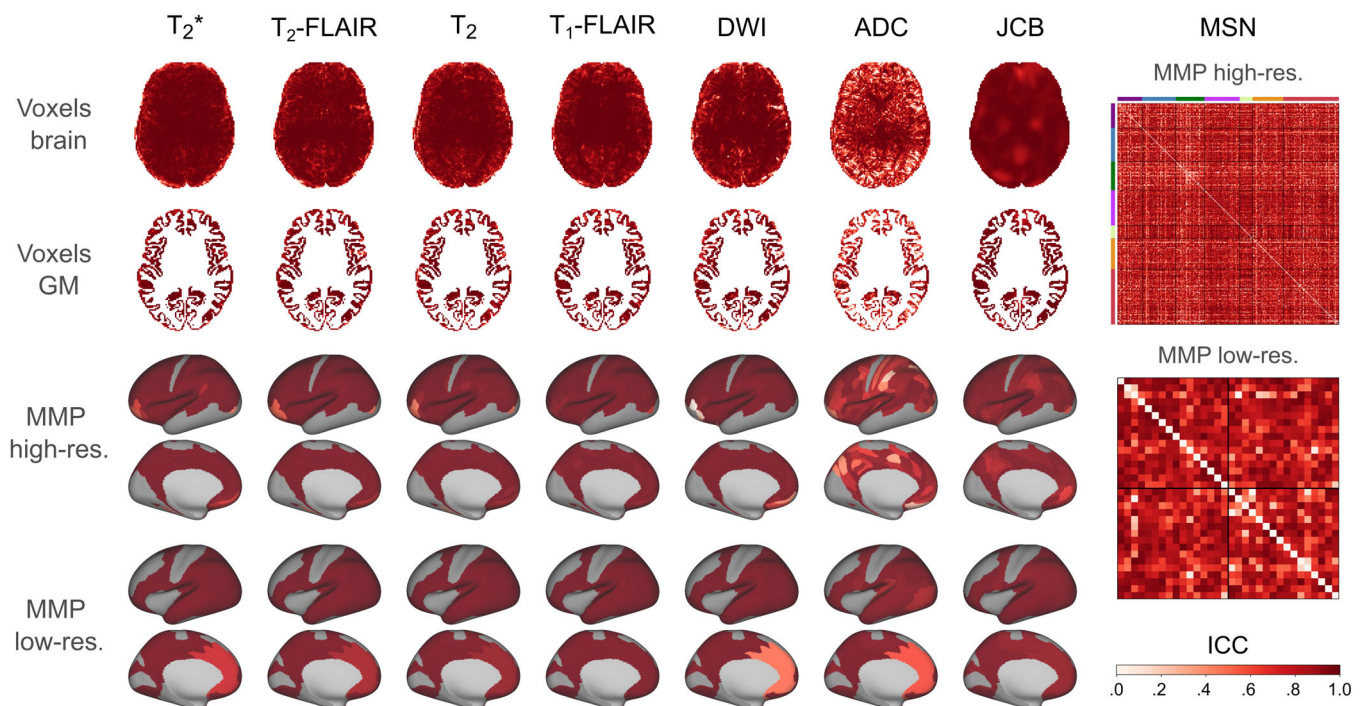 T2* T2-FLAIR T2 T1-FLAIR DWI ADC JCB MSN
MMP high-res.
Voxels
brain
Voxels
GM
MMP
high-res.
MMP low-res.
MMP
low-res.
ICC
.0 .2 .4 .6 .8 1.0